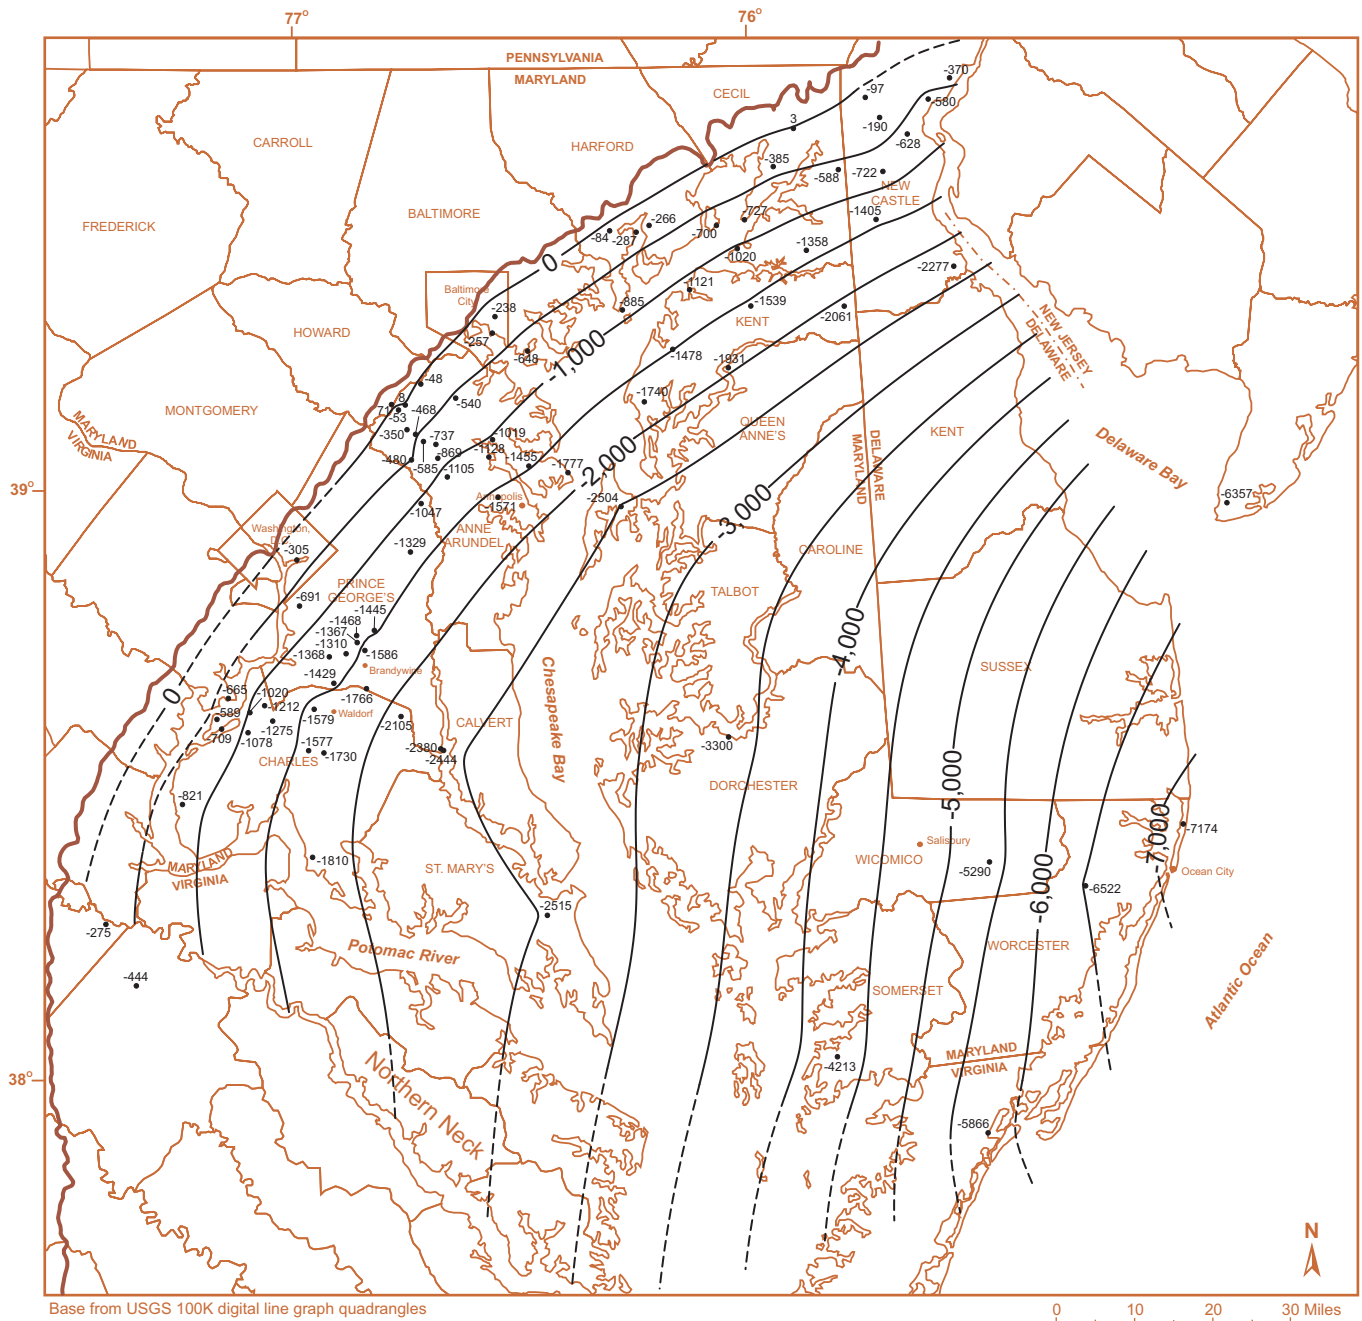 77°
76°
PENNSYLVANIA
MARYLAND
CECIL
-370
-97
-580
3
-190
-628
CARROLL
HARFORD
-385
-588
-722
NEW
CASTLE
BALTIMORE
FREDERICK
-266
-727
-1405
-84
-287
-700
-1020
-1358
0
-2277
Baltimore
City
-1121
-238
-885
-1539
-2061
KENT
NEW JERSEY
DELAWARE
HOWARD
-257
-648
-1,000
-1478
-1931
-48
MONTGOMERY
8
71
-53
-468
-540
-1740
MARYLAND
VIRGINIA
QUEEN
ANNE'S
KENT
-350
-737
-1019
-1128
-869
-480
-585
-1105
-1455
-1777
-2,000
DELAWARE
MARYLAND
Delaware Bay
39°
-2504
-6357
Annapolis
-1571
-1047
-3,000
Washington,
D.C.
-305
ANNE
ARUNDEL
-1329
CAROLINE
PRINCE
GEORGE'S
TALBOT
-691
-1445
-1468
-1367
-1310
-1368
-1586
-4,000
Brandywine
Chesapeake Bay
SUSSEX
-1429
0
-665
-1020
-1212
-1766
-589
-1579
Waldorf
-2105
CALVERT
-709
-1275
-1078
-1577
-1730
-2380
-2444
-3300
CHARLES
DORCHESTER
-5,000
-821
-7,000
-7174
Salisbury
MARYLAND
VIRGINIA
-1810
ST. MARY'S
WICOMICO
-5290
-6,000
-6522
Ocean City
-2515
-275
Potomac River
WORCESTER
-444
SOMERSET
Atlantic Ocean
MARYLAND
VIRGINIA
-4213
38°
Northern Neck
-5866
N
Base from USGS 100K digital line graph quadrangles
0 10 20 30 Miles